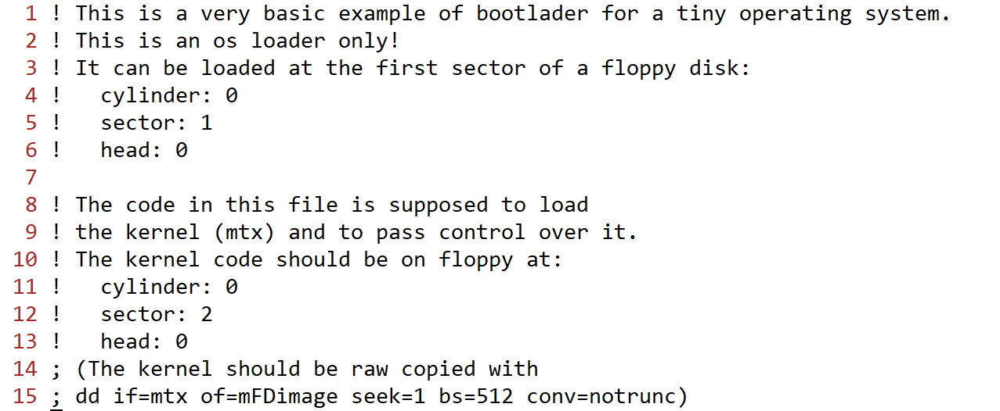 1 ! This is a very basic example of bootlader for a tiny operating system.
2 ! This is an os loader only!
3 ! It can be loaded at the first sector of a floppy disk:
4 !   cylinder: 0
5 !   sector: 1
6 !   head: 0
7
8 ! The code in this file is supposed to load
9 ! the kernel (mtx) and to pass control over it.
10 ! The kernel code should be on floppy at:
11 !   cylinder: 0
12 !   sector: 2
13 !   head: 0
14 ; (The kernel should be raw copied with
15 ; dd if=mtx of=mFDimage seek=1 bs=512 conv=notrunc)